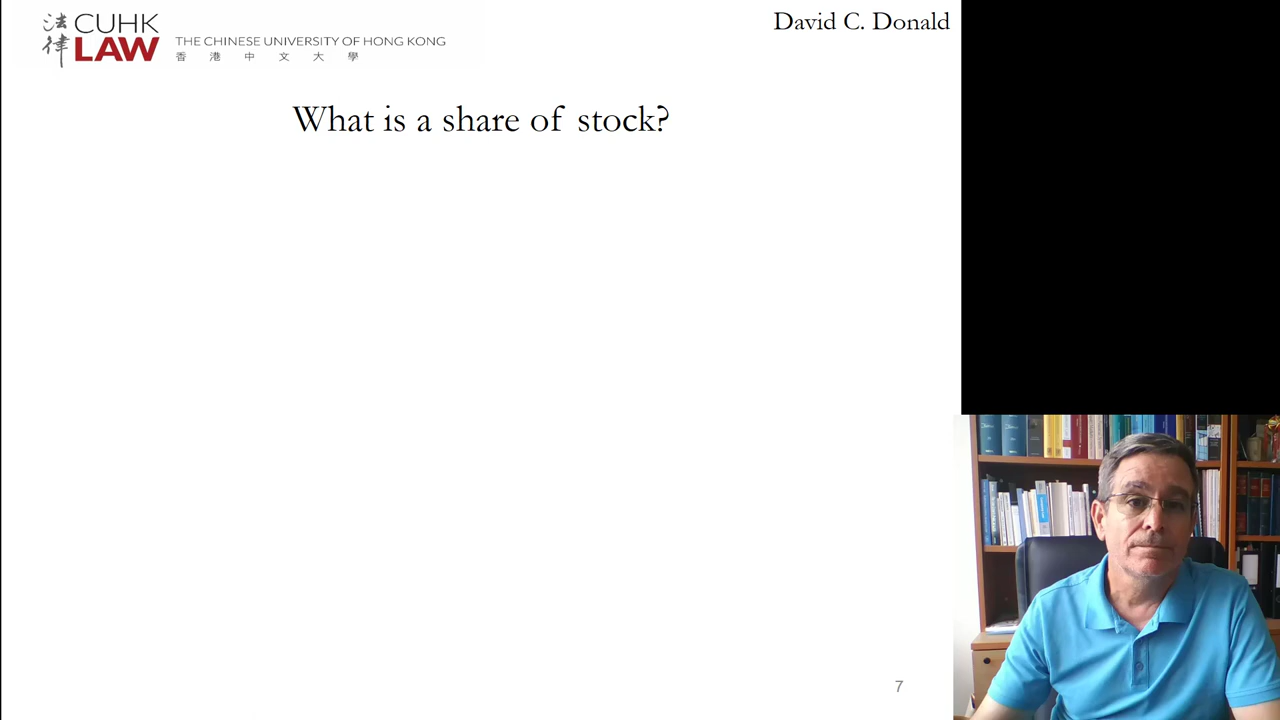 法律
CUHK
LAW
THE CHINESE UNIVERSITY OF HONG KONG
香港中文大學
David C. Donald
What is a share of stock?
7